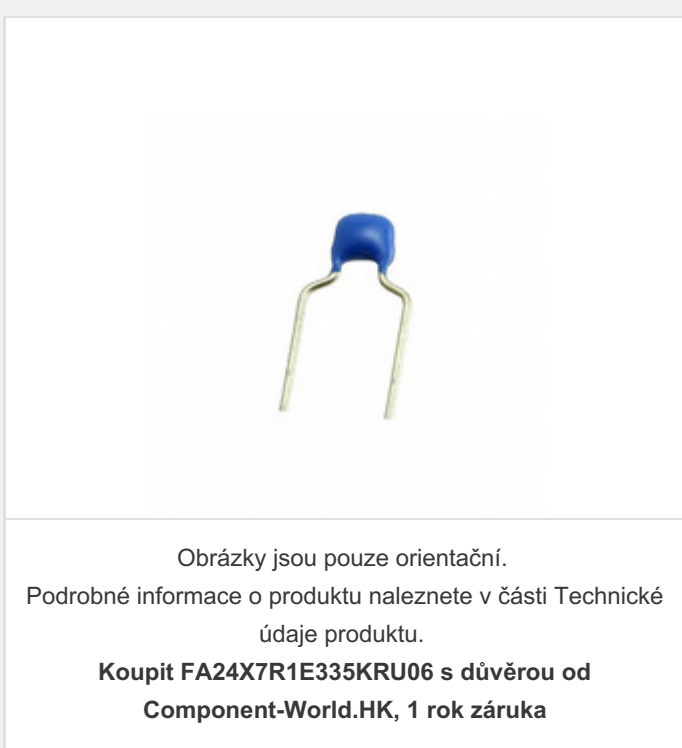 Obrázky jsou pouze orientační.
Podrobné informace o produktu naleznete v části Technické
údaje produktu.
Koupit FA24X7R1E335KRU06 s důvěrou od
Component-World.HK, 1 rok záruka